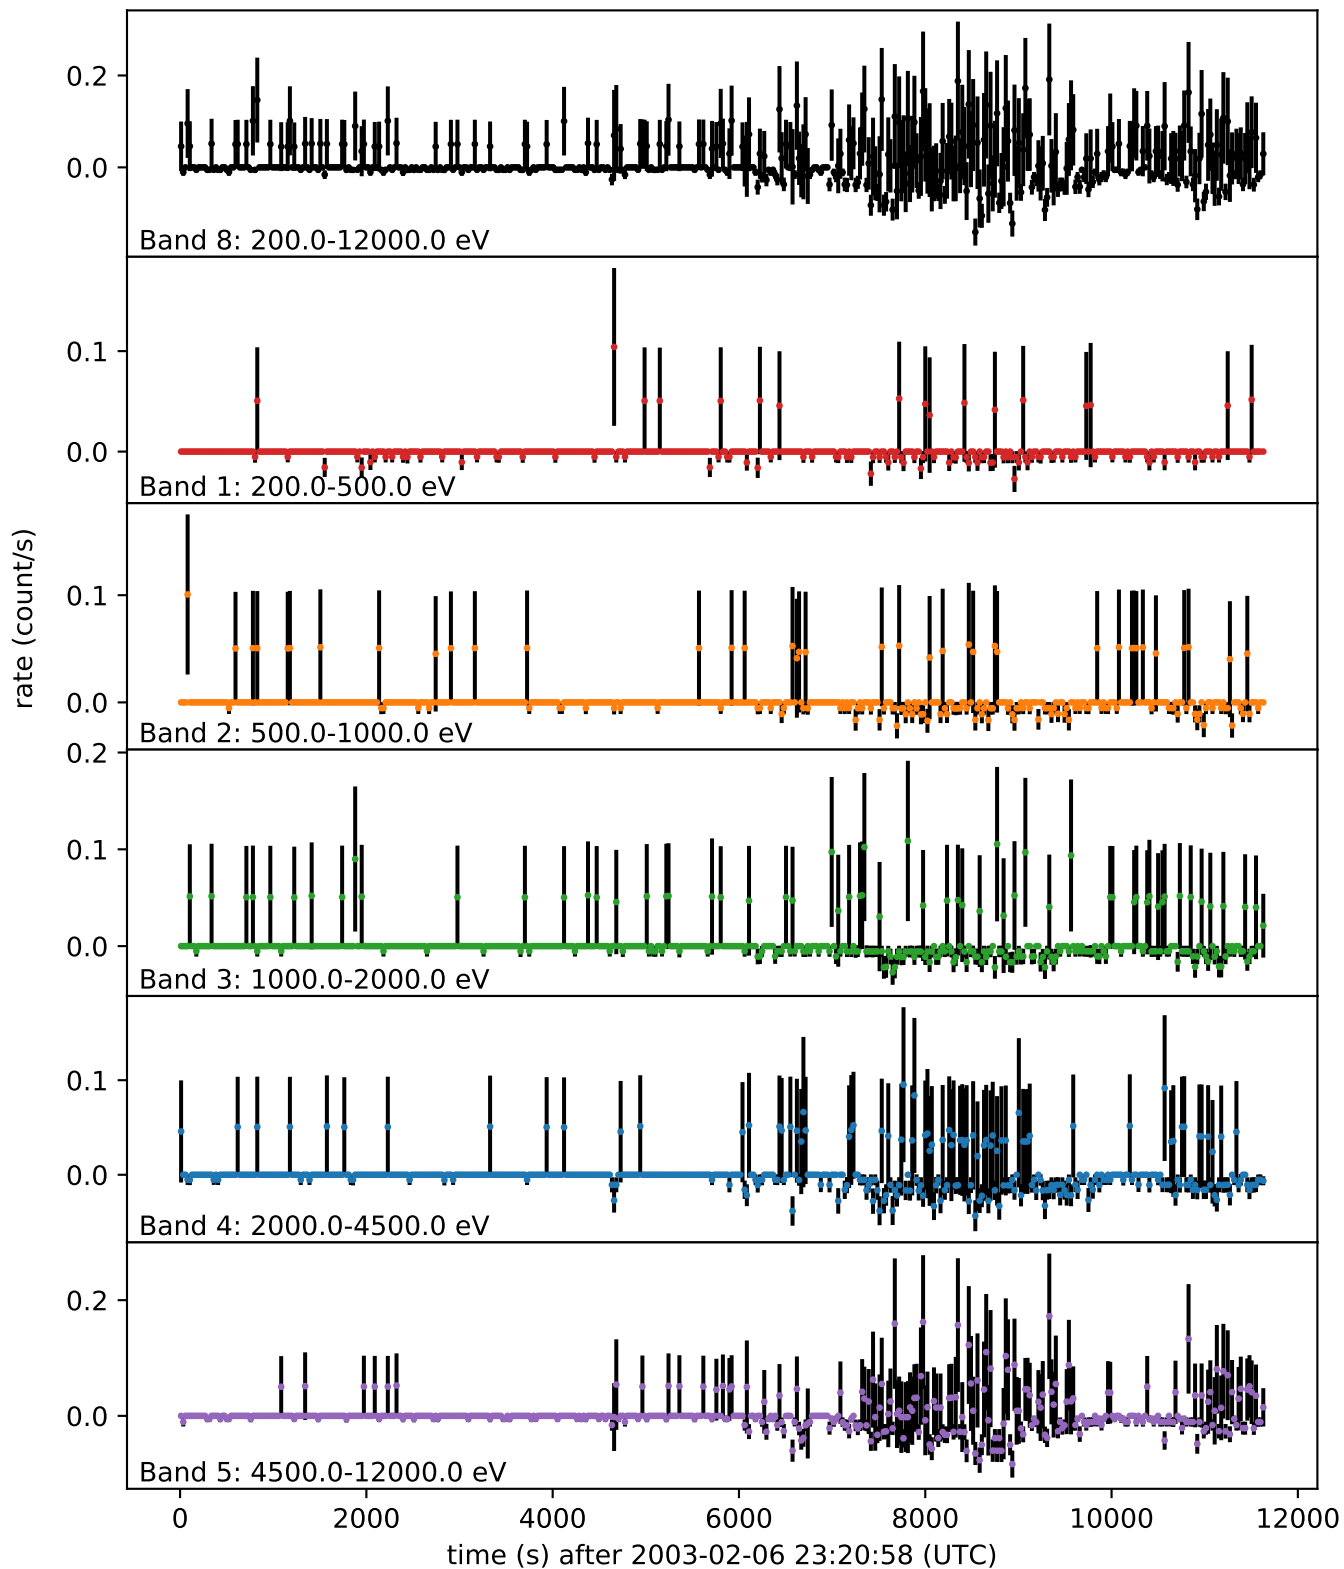 0.2
0.0
Band 8: 200.0-12000.0 eV
0.1
0.0
Band 1: 200.0-500.0 eV
rate (count/s)
0.1
0.0
Band 2: 500.0-1000.0 eV
0.2
0.1
0.0
Band 3: 1000.0-2000.0 eV
0.1
0.0
Band 4: 2000.0-4500.0 eV
0.2
0.0
Band 5: 4500.0-12000.0 eV
0 2000 4000 6000 8000 10000 12000
time (s) after 2003-02-06 23:20:58 (UTC)